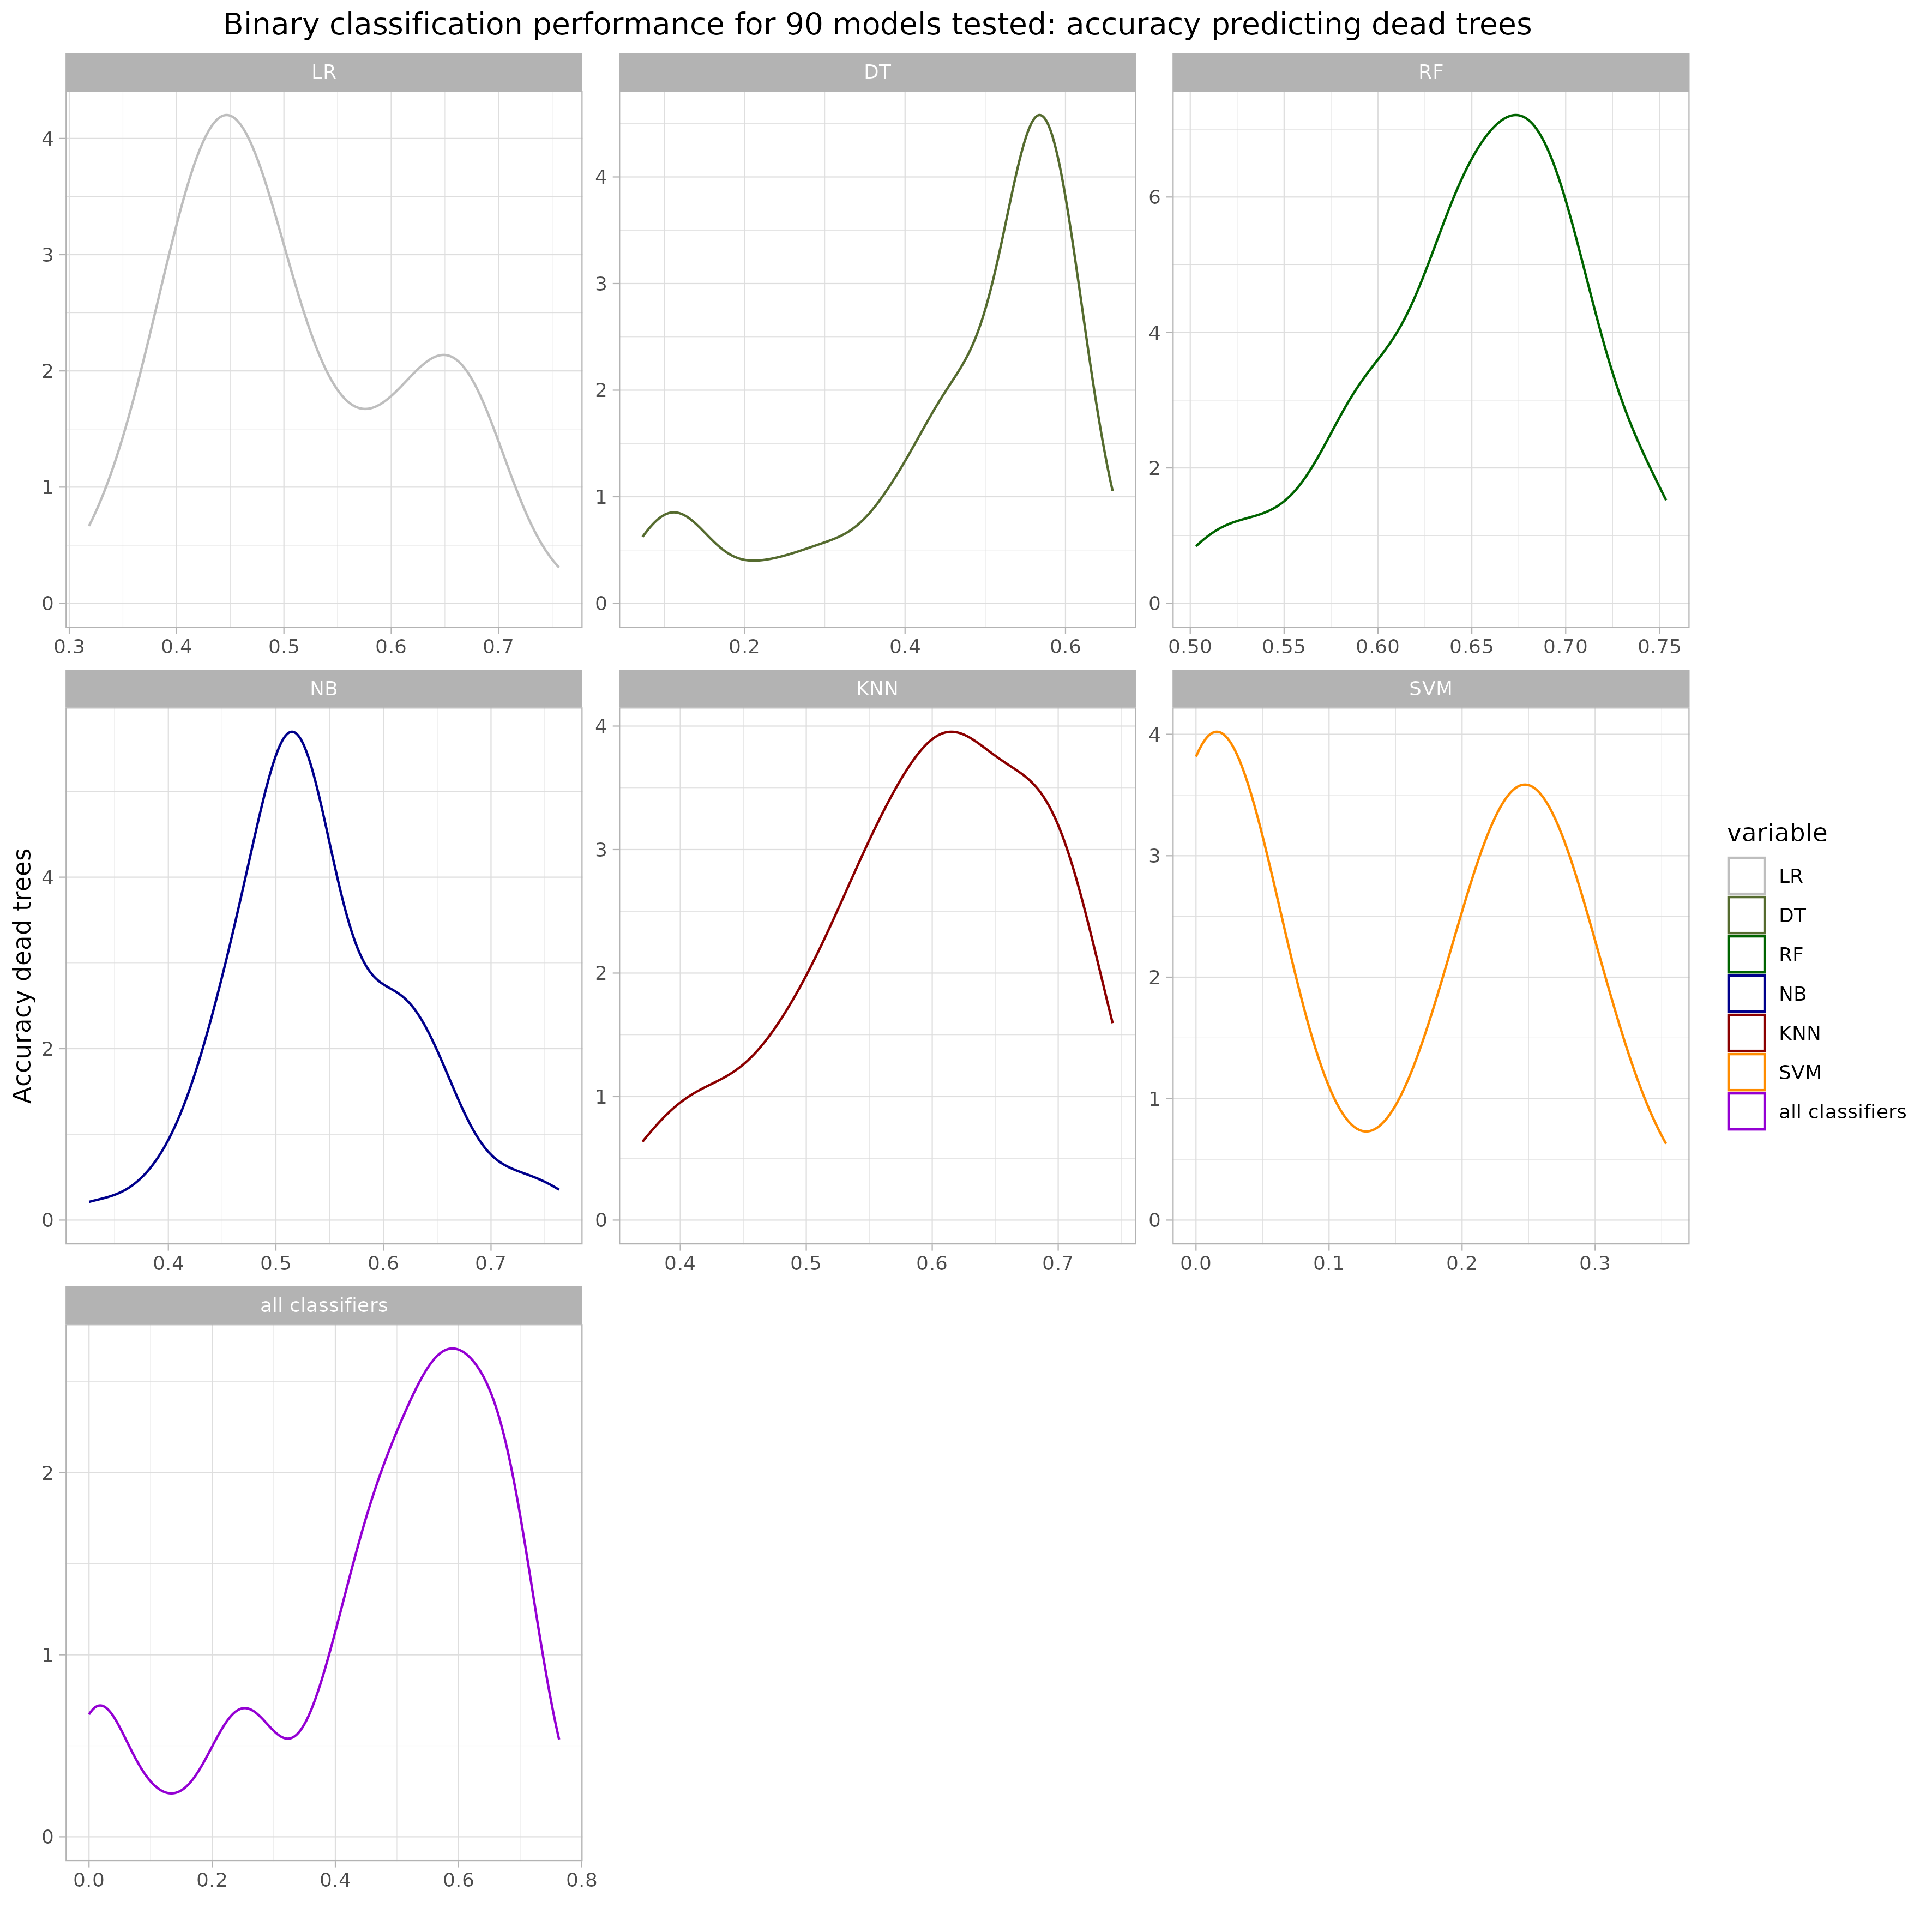 Binary classification performance for 90 models tested: accuracy predicting dead trees
LR
DT
RF
4
3
2
1
0
4
3
2
1
0
6
4
2
0
0.3 0.4 0.5 0.6 0.7
0.2 0.4 0.6
0.50 0.55 0.60 0.65 0.70 0.75
NB
KNN
SVM
4
2
0
4
3
2
1
0
4
3
2
1
0
0.4 0.5 0.6 0.7
0.4 0.5 0.6 0.7
0.0 0.1 0.2 0.3
all classifiers
2
1
0
0.0 0.2 0.4 0.6 0.8
Accuracy dead trees
variable
LR
DT
RF
NB
KNN
SVM
all classifiers